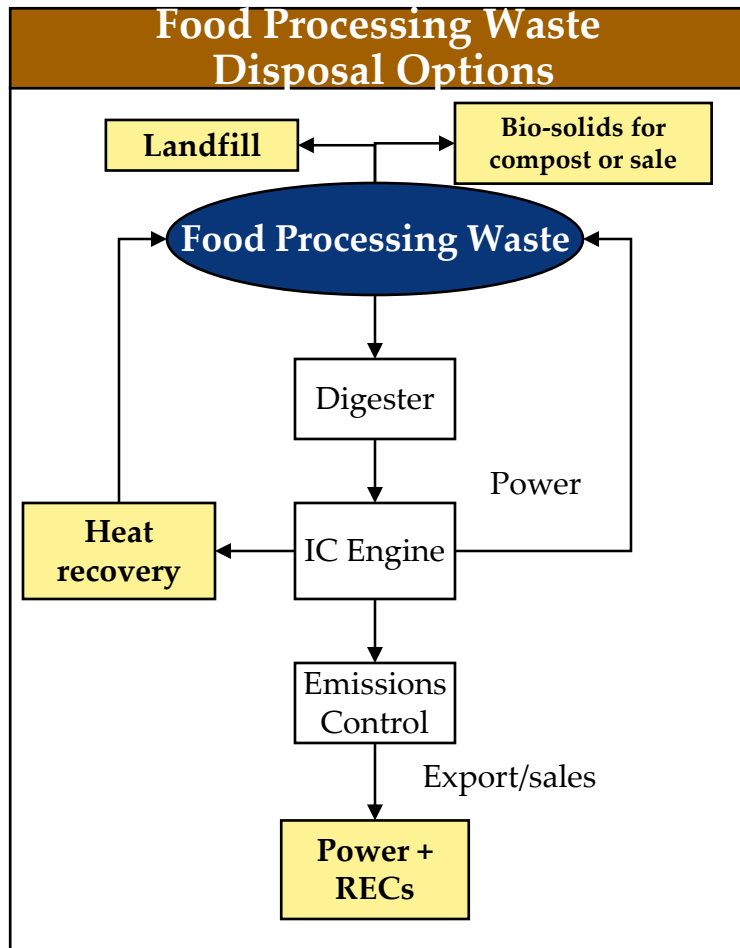 Food Processing Waste
Disposal Options
Landfill
Bio-solids for
compost or sale
Food Processing Waste
Digester
Power
Heat
recovery
IC Engine
Emissions
Control
Export/sales
Power +
RECs